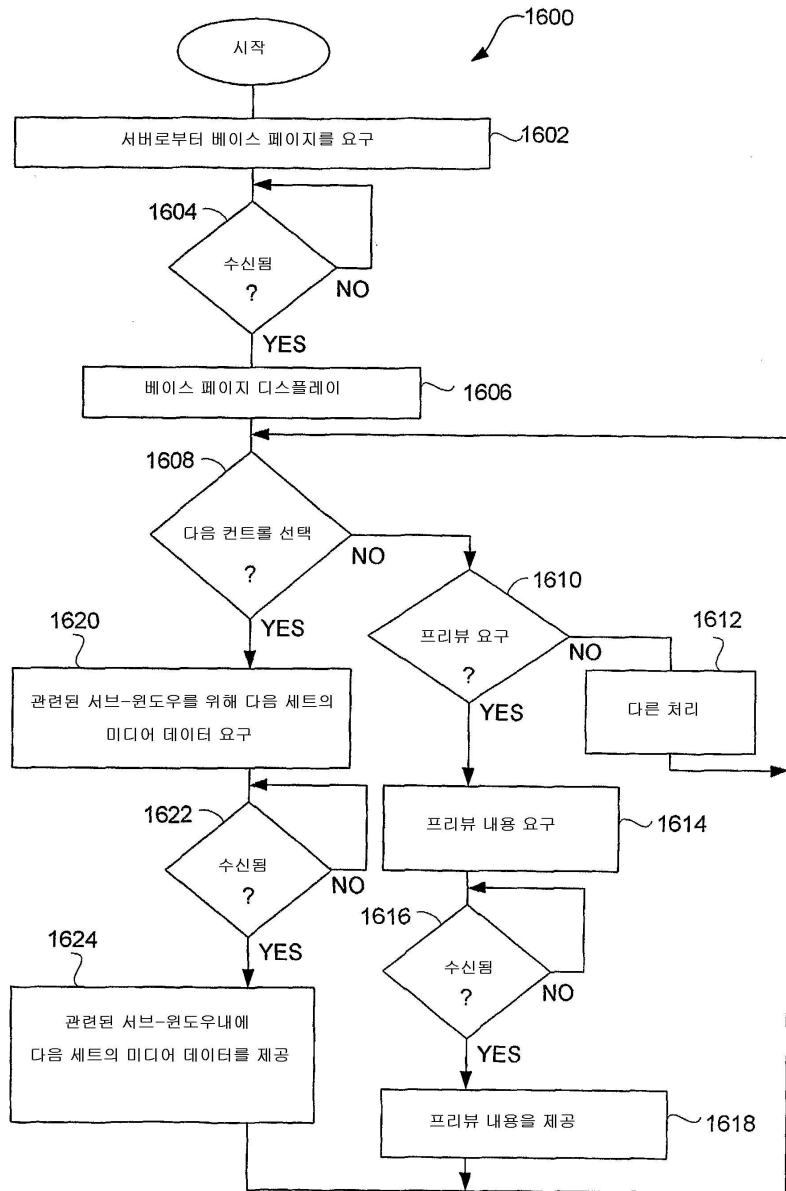 1600
시작
서버로부터 베이스 페이지를 요구
1602
1604
수신됨
?
NO
YES
베이스 페이지 디스플레이
1606
1608
다음 컨트롤 선택
?
NO
YES
1610
프리뷰 요구
?
NO
YES
1612
다른 처리
1620
관련된 서브-윈도우를 위해 다음 세트의
미디어 데이터 요구
프리뷰 내용 요구
1614
1622
수신됨
?
NO
YES
1616
수신됨
?
NO
YES
1624
관련된 서브-윈도우내에
다음 세트의 미디어 데이터를 제공
프리뷰 내용을 제공
1618